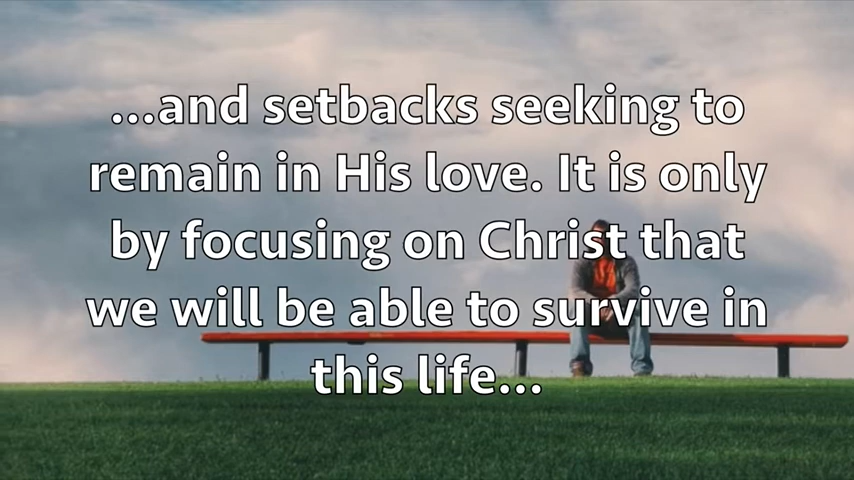 ...and setbacks seeking to
remain in His love. It is only
by focusing on Christ that
we will be able to survive in
this life...